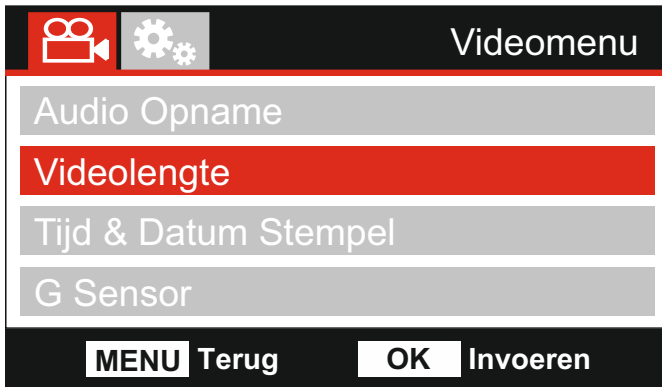 Videomenu
Audio Opname
Videolengte
Tijd & Datum Stempel
G Sensor
MENU Terug OK Invoeren